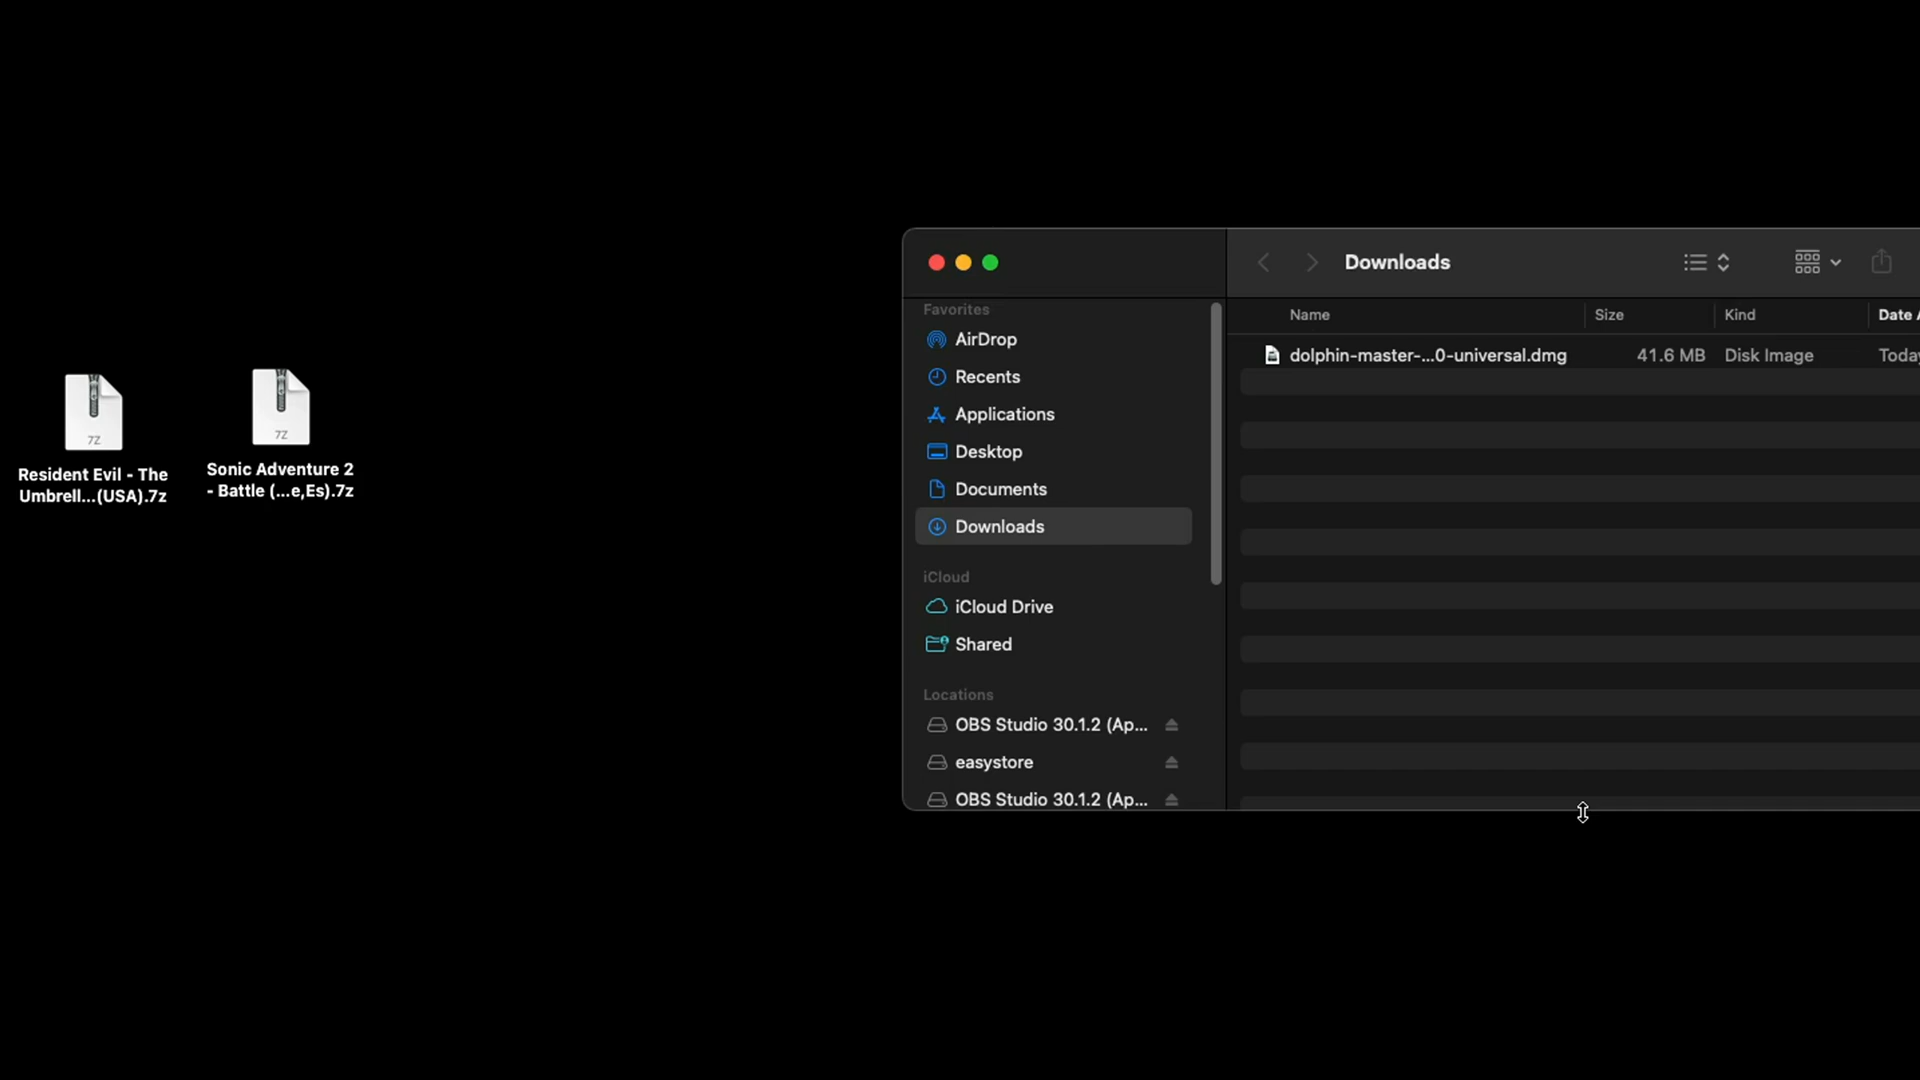 7Z
Resident Evil - The
Umbrell...(USA).7z
7Z
Sonic Adventure 2
- Battle (...e,Es).7z
Downloads
Favorites
AirDrop
Recents
Applications
Desktop
Documents
Downloads
iCloud
iCloud Drive
Shared
Locations
OBS Studio 30.1.2 (Ap...
easystore
OBS Studio 30.1.2 (Ap...
Name Size Kind Date A
dolphin-master-...0-universal.dmg 41.6 MB Disk Image Today